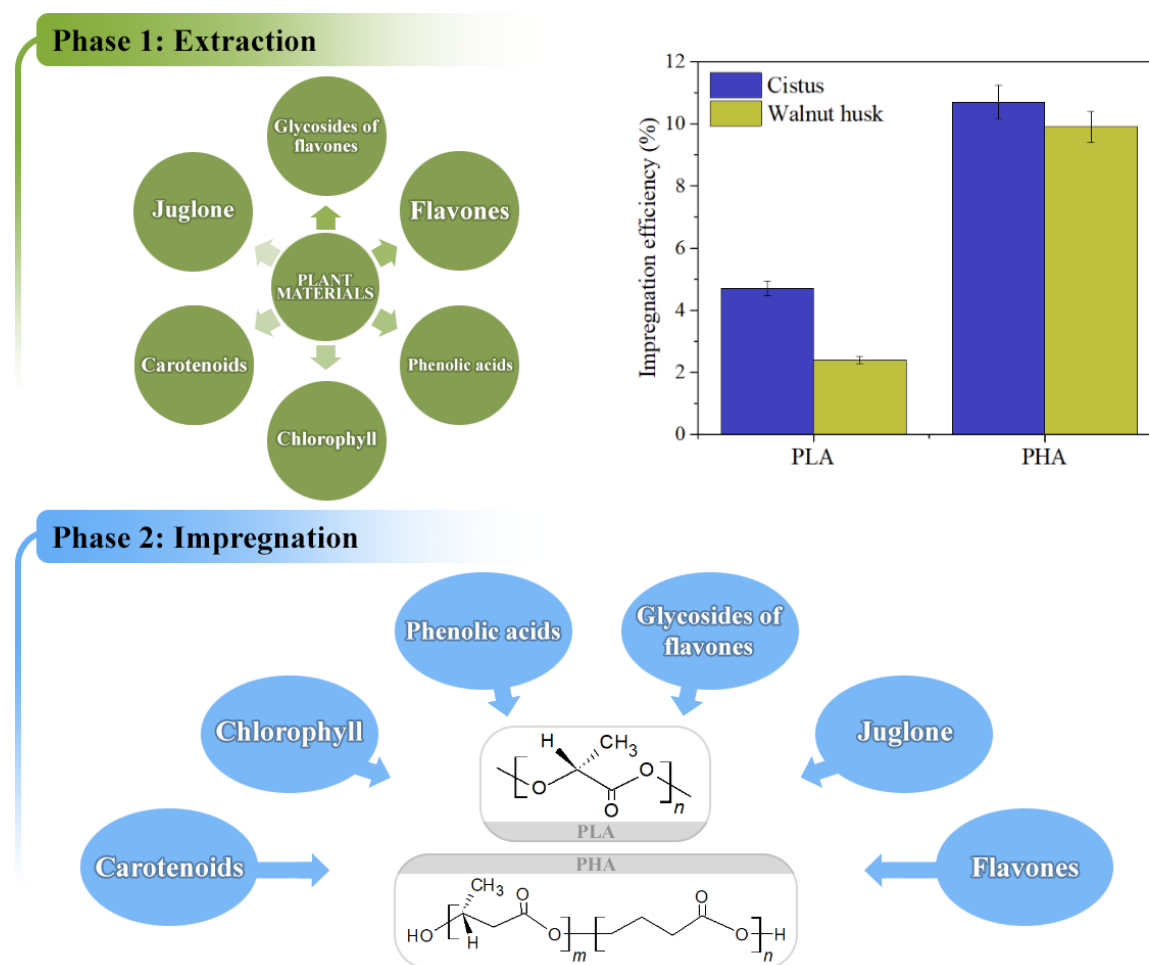 Phase 1: Extraction
Glycosides of
flavones
Juglone
Flavones
PLANT
MATERIALS
Carotenoids
Phenolic acids
Chlorophyll
Impregnation efficiency (%)
12
10
8
6
4
2
0
Cistus
Walnut husk
PLA
PHA
Phase 2: Impregnation
Phenolic acids
Glycosides of
flavones
Chlorophyll
Juglone
Carotenoids
Flavones
H
CH3
O
O
O
n
PLA
PHA
CH3
O
O
HO
H
O
m
O
H
n